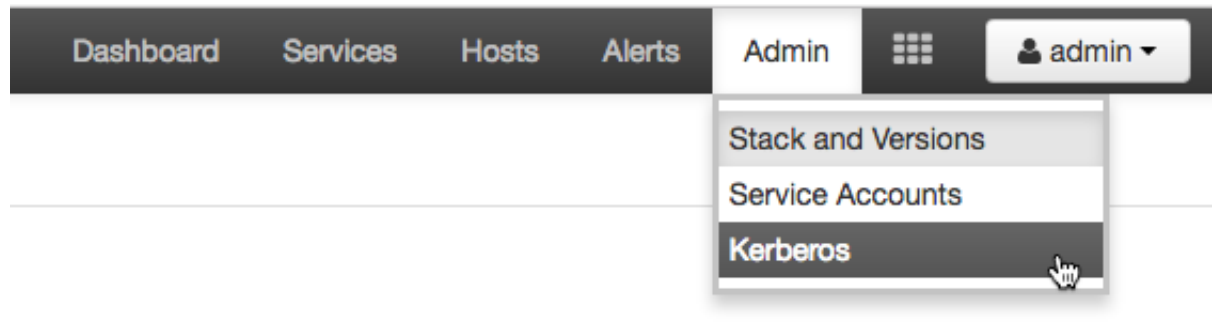 Dashboard Services Hosts Alerts Admin admin
Stack and Versions
Service Accounts
Kerberos